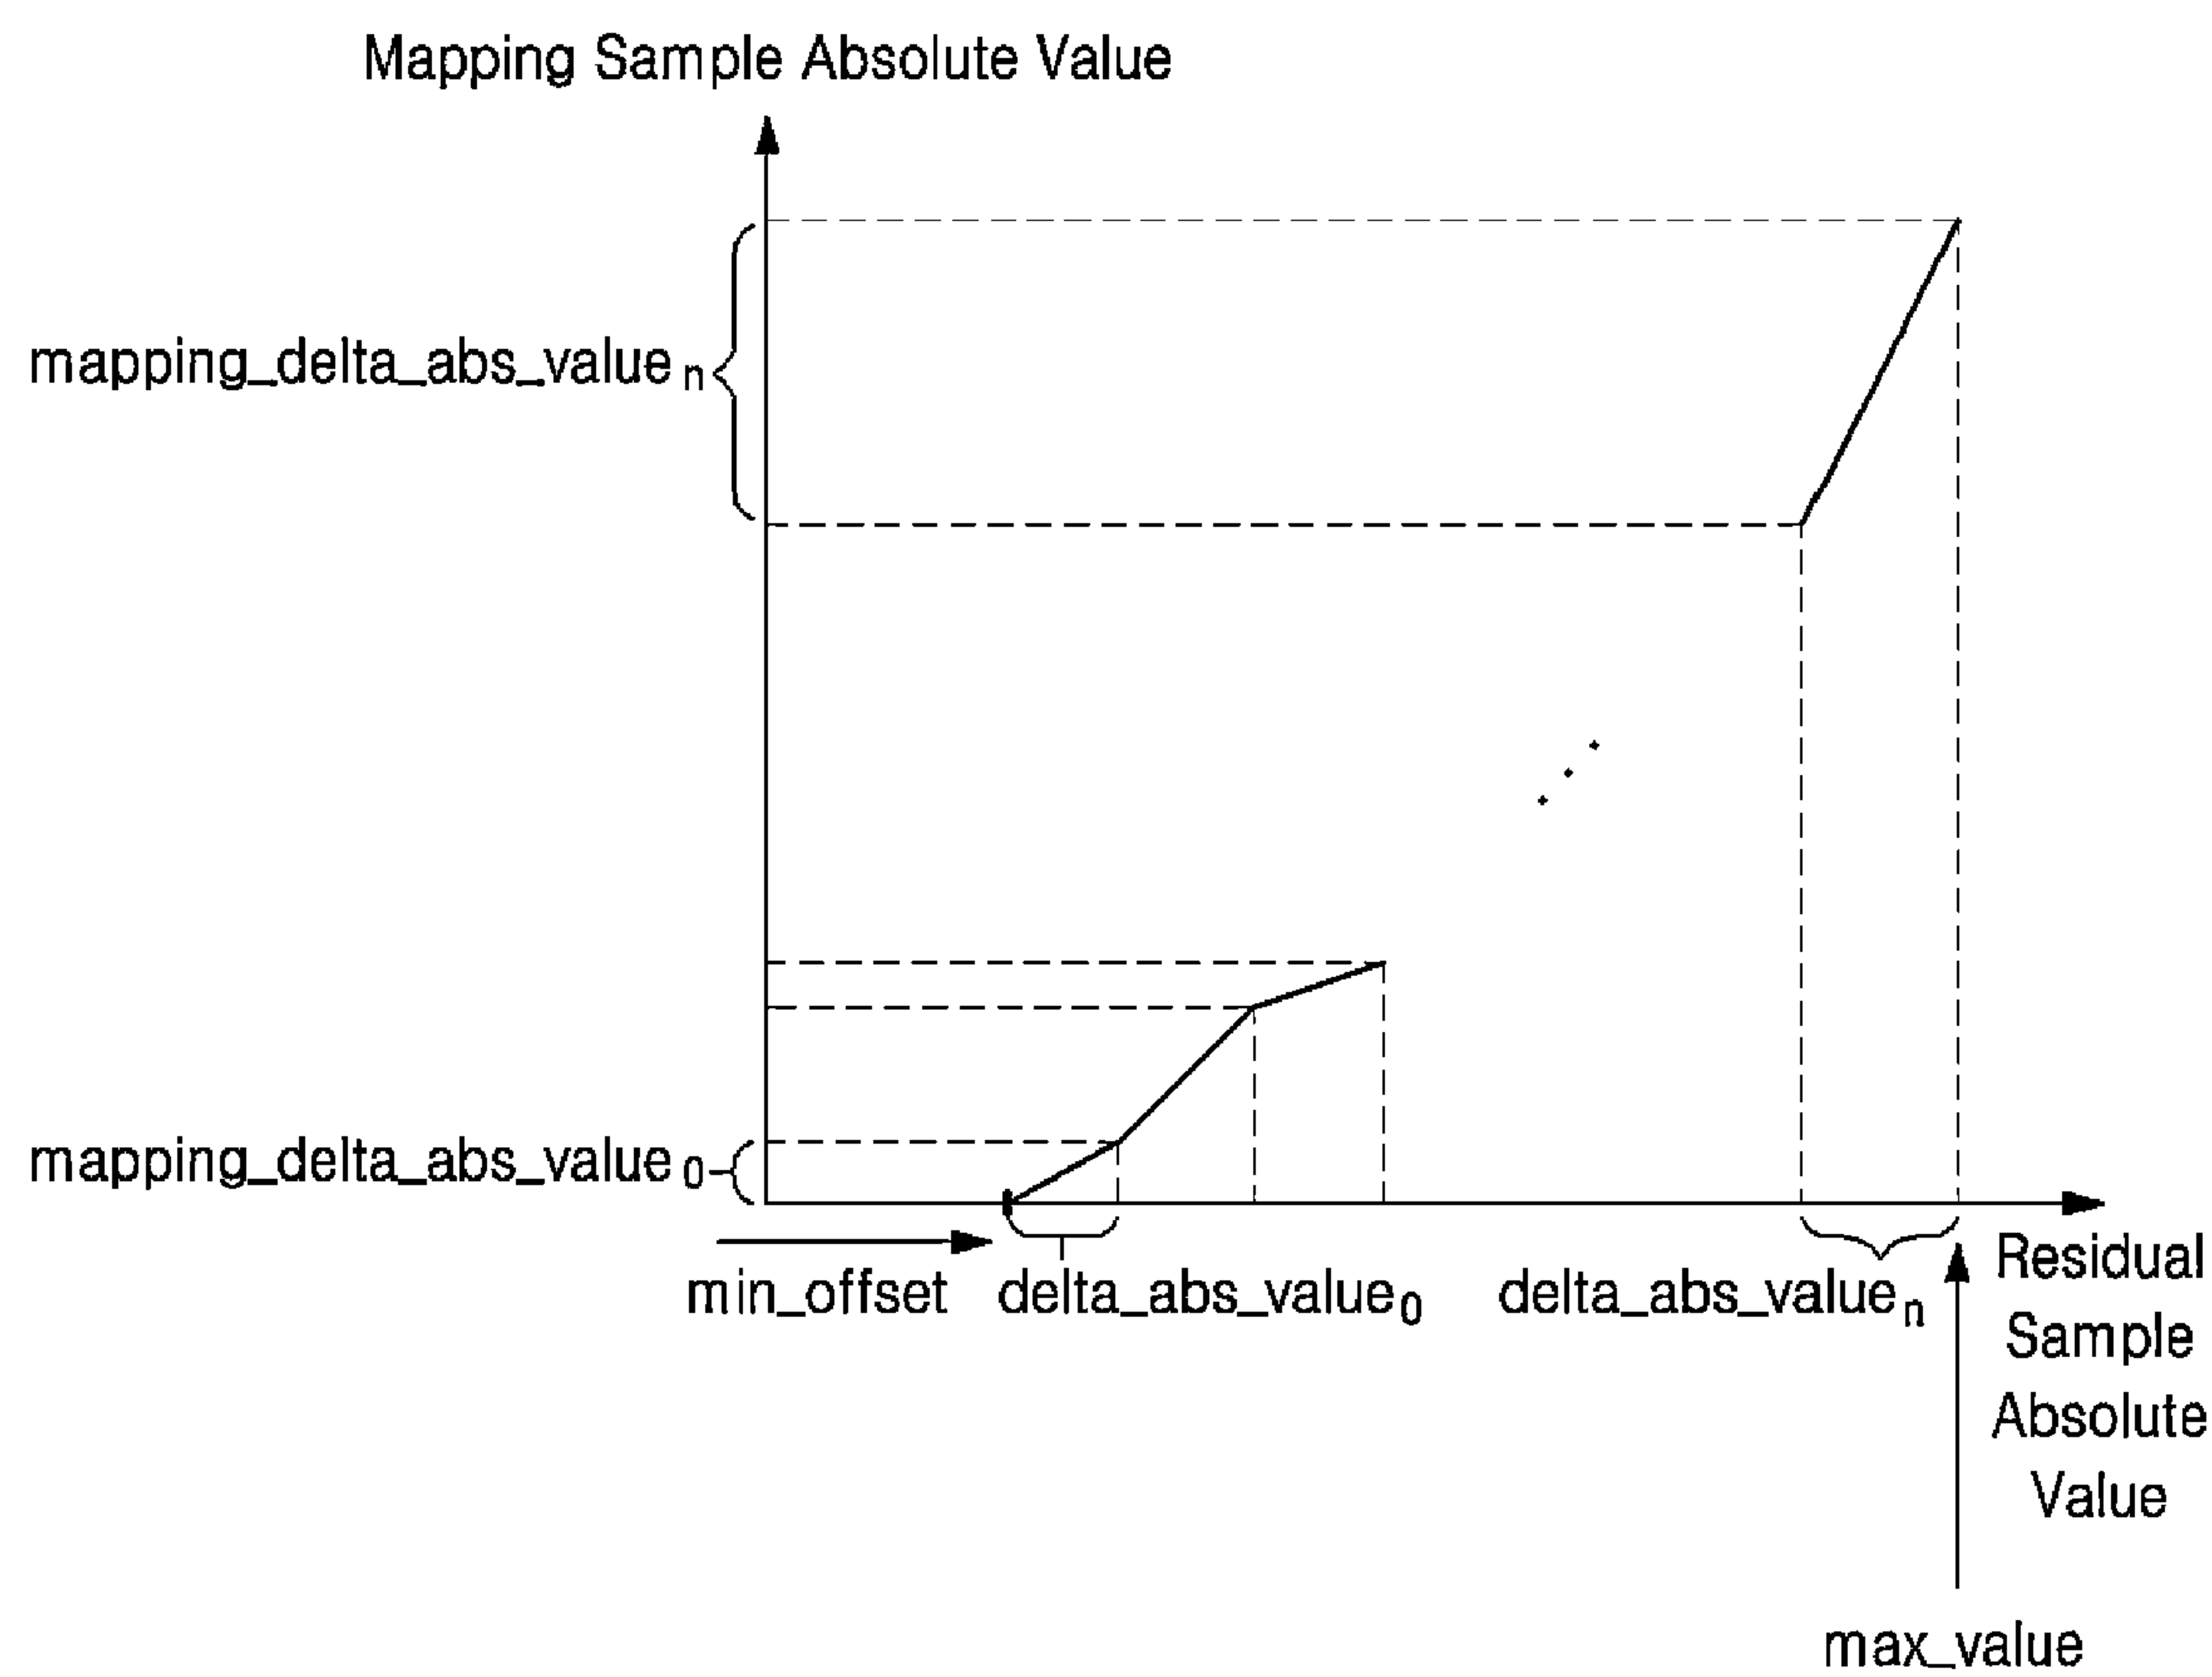 Mapping Sample Absolute Value
mapping_delta_abs_value n
mapping_delta_abs_value 0
min_offset
delta_abs_value0
delta_abs_valuen
Residual
Sample
Absolute
Value
max_value